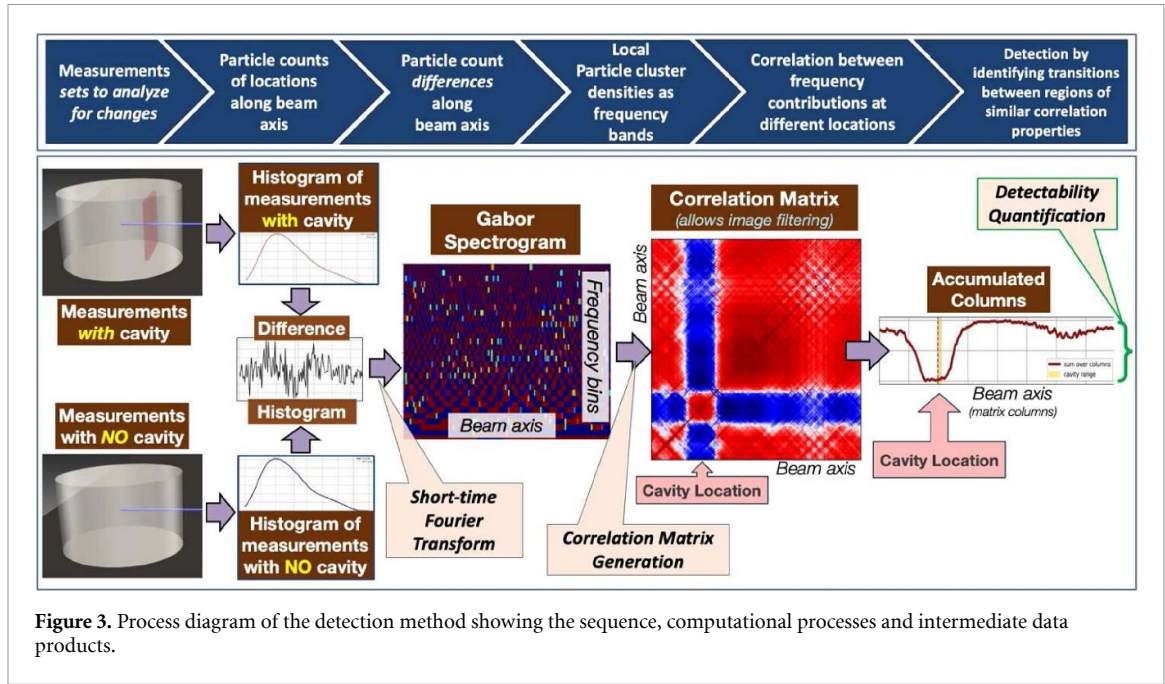 Measurements
sets to analyze
for changes
Particle counts
of locations
along beam
axis
Particle count
differences
along
beam axis
Local
Particle cluster
densities as
frequency
bands
Correlation between
frequency
contributions at
different locations
Detection by
identifying transitions
between regions of
similar correlation
properties
Measurements
with cavity
Histogram of
measurements
with cavity
Difference
Histogram
Measurements
with NO cavity
Histogram of
measurements
with NO cavity
Gabor
Spectrogram
Frequency bins
Beam axis
Short-time
Fourier
Transform
Correlation Matrix
(allows image filtering)
Beam axis
Beam axis
Cavity Location
Correlation Matrix
Generation
Detectability
Quantification
Accumulated
Columns
sum over columns
cavity range
Beam axis
(matrix columns)
Cavity Location
Figure 3. Process diagram of the detection method showing the sequence, computational processes and intermediate data
products.